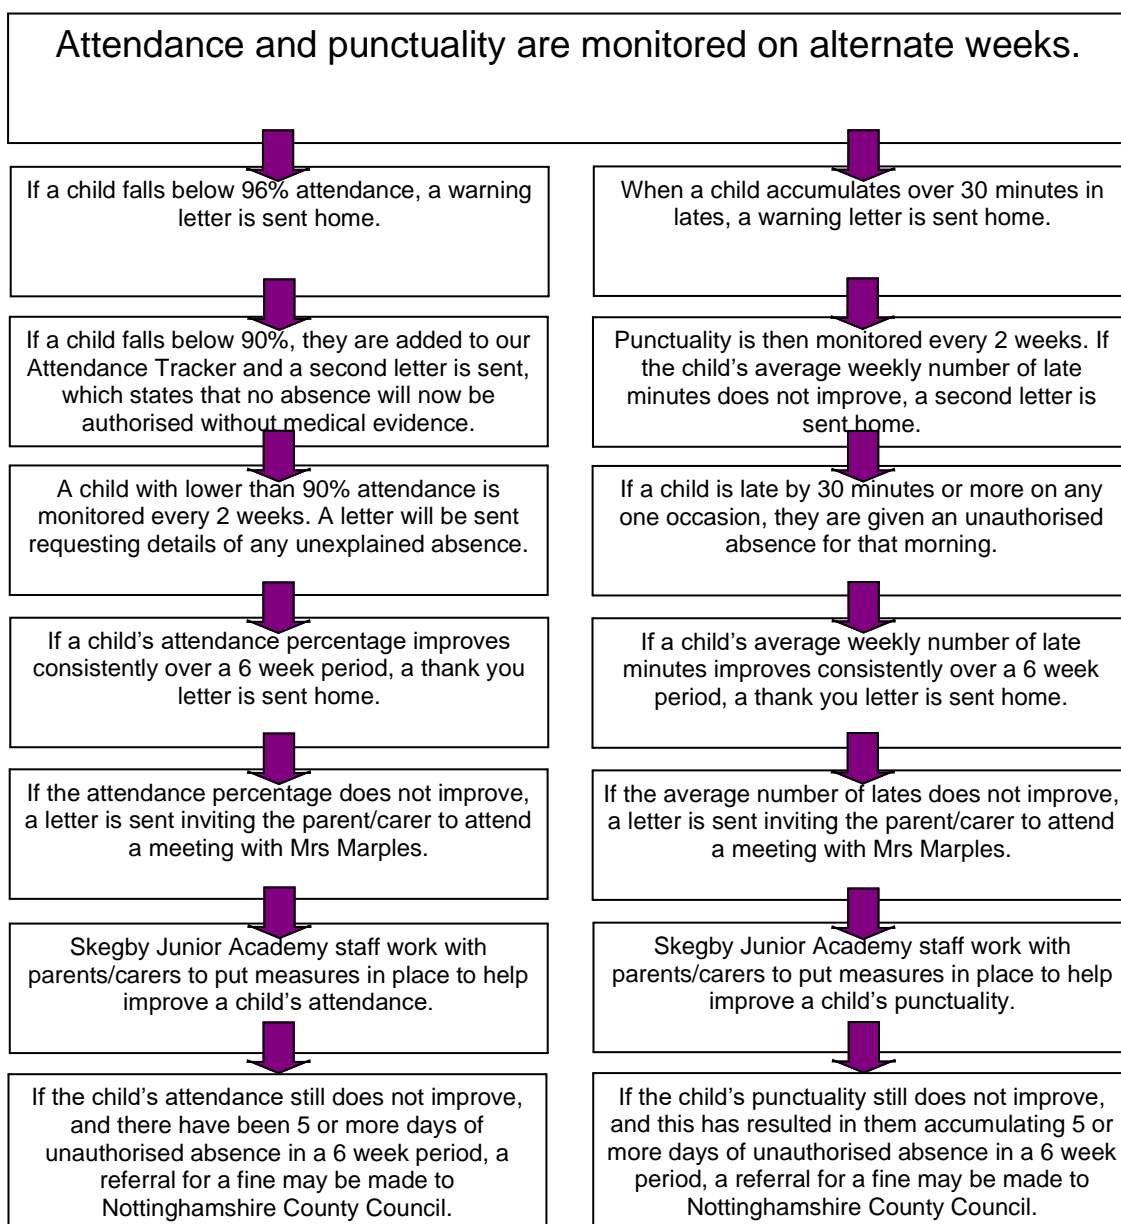 Attendance and punctuality are monitored on alternate weeks.
If a child falls below 96% attendance, a warning
letter is sent home.
When a child accumulates over 30 minutes in
lates, a warning letter is sent home.
If a child falls below 90%, they are added to our
Attendance Tracker and a second letter is sent,
which states that no absence will now be
authorised without medical evidence.
Punctuality is then monitored every 2 weeks. If
the child’s average weekly number of late
minutes does not improve, a second letter is
sent home.
A child with lower than 90% attendance is
monitored every 2 weeks. A letter will be sent
requesting details of any unexplained absence.
If a child is late by 30 minutes or more on any
one occasion, they are given an unauthorised
absence for that morning.
If a child’s attendance percentage improves
consistently over a 6 week period, a thank you
letter is sent home.
If a child’s average weekly number of late
minutes improves consistently over a 6 week
period, a thank you letter is sent home.
If the attendance percentage does not improve,
a letter is sent inviting the parent/carer to attend
a meeting with Mrs Marples.
If the average number of lates does not improve,
a letter is sent inviting the parent/carer to attend
a meeting with Mrs Marples.
Skegby Junior Academy staff work with
parents/carers to put measures in place to help
improve a child’s attendance.
Skegby Junior Academy staff work with
parents/carers to put measures in place to help
improve a child’s punctuality.
If the child’s attendance still does not improve,
and there have been 5 or more days of
unauthorised absence in a 6 week period, a
referral for a fine may be made to
Nottinghamshire County Council.
If the child’s punctuality still does not improve,
and this has resulted in them accumulating 5 or
more days of unauthorised absence in a 6 week
period, a referral for a fine may be made to
Nottinghamshire County Council.